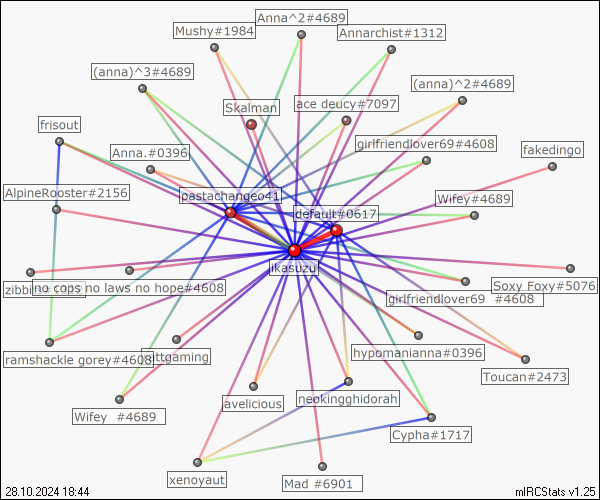 Anna^2#4689
Mushy#1984
Annarchist#1312
(anna)^3#4689
(anna)^2#4689
Skalman
ace deucy#7097
frisout
girlfriendlover69#4608
Anna.#0396
fakedingo
AlpineRooster#2156
pastachangeo41
Wifey#4689
default#0617
ikasuzu
zibbin
no cops no laws no hope#4608
Soxy Foxy#5076
girlfriendlover69 #4608
ramshackle gorey#4608
ittgaming
hypomanianna#0396
Toucan#2473
Wifey #4689
avelicious
neokingghidorah
Cypha#1717
xenoyaut
Mad #6901
28.10.2024 18:44
mIRCStats v1.25